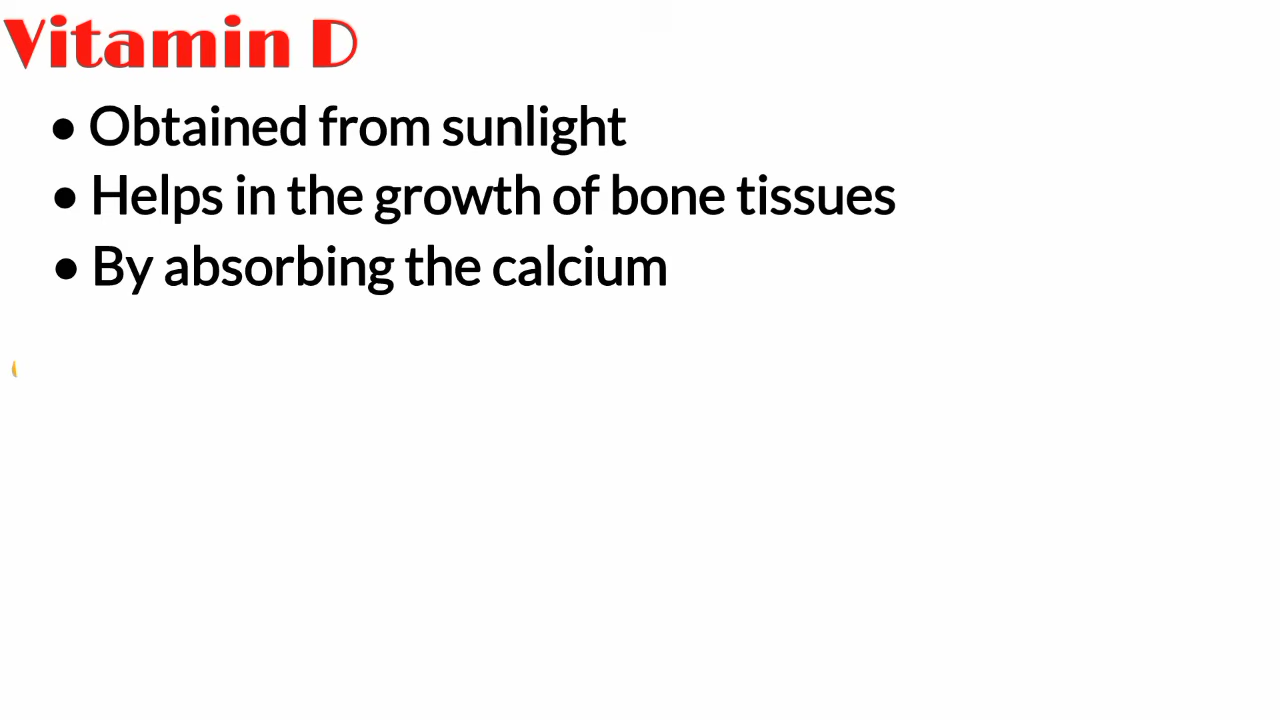 Vitamin D
• Obtained from sunlight
• Helps in the growth of bone tissues
• By absorbing the calcium